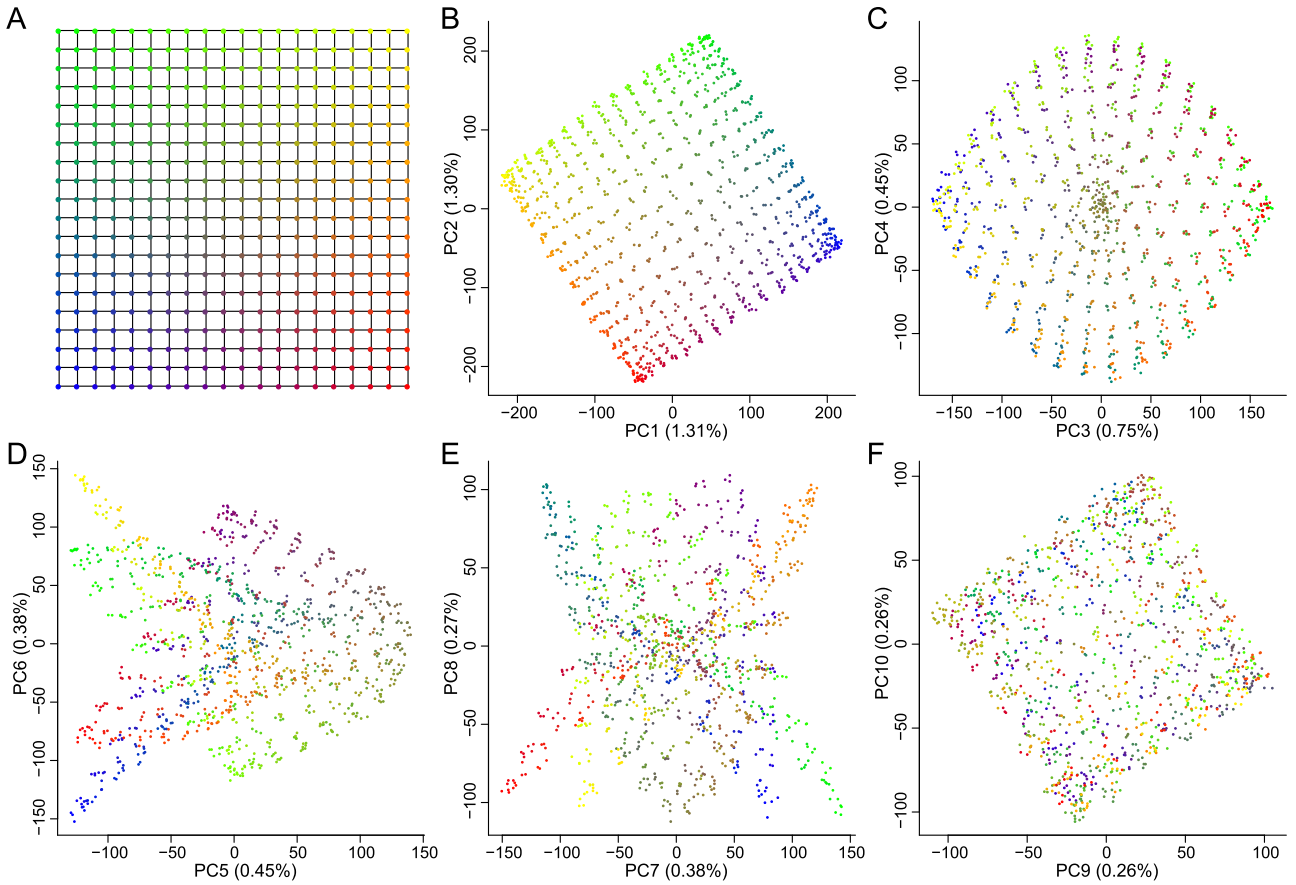 A
B
200
100
0
−100
−200
PC2 (1.30%)
−200 −100 0 100 200
PC1 (1.31%)
C
100
50
0
−50
−100
PC4 (0.45%)
−150 −100 −50 0 50 100 150
PC3 (0.75%)
D
150
100
50
0
−50
−100
−150
PC6 (0.38%)
−100 −50 0 50 100 150
PC5 (0.45%)
E
100
50
0
−50
−100
PC8 (0.27%)
−150 −100 −50 0 50 100 150
PC7 (0.38%)
F
100
50
0
−50
−100
PC10 (0.26%)
−100 −50 0 50 100
PC9 (0.26%)